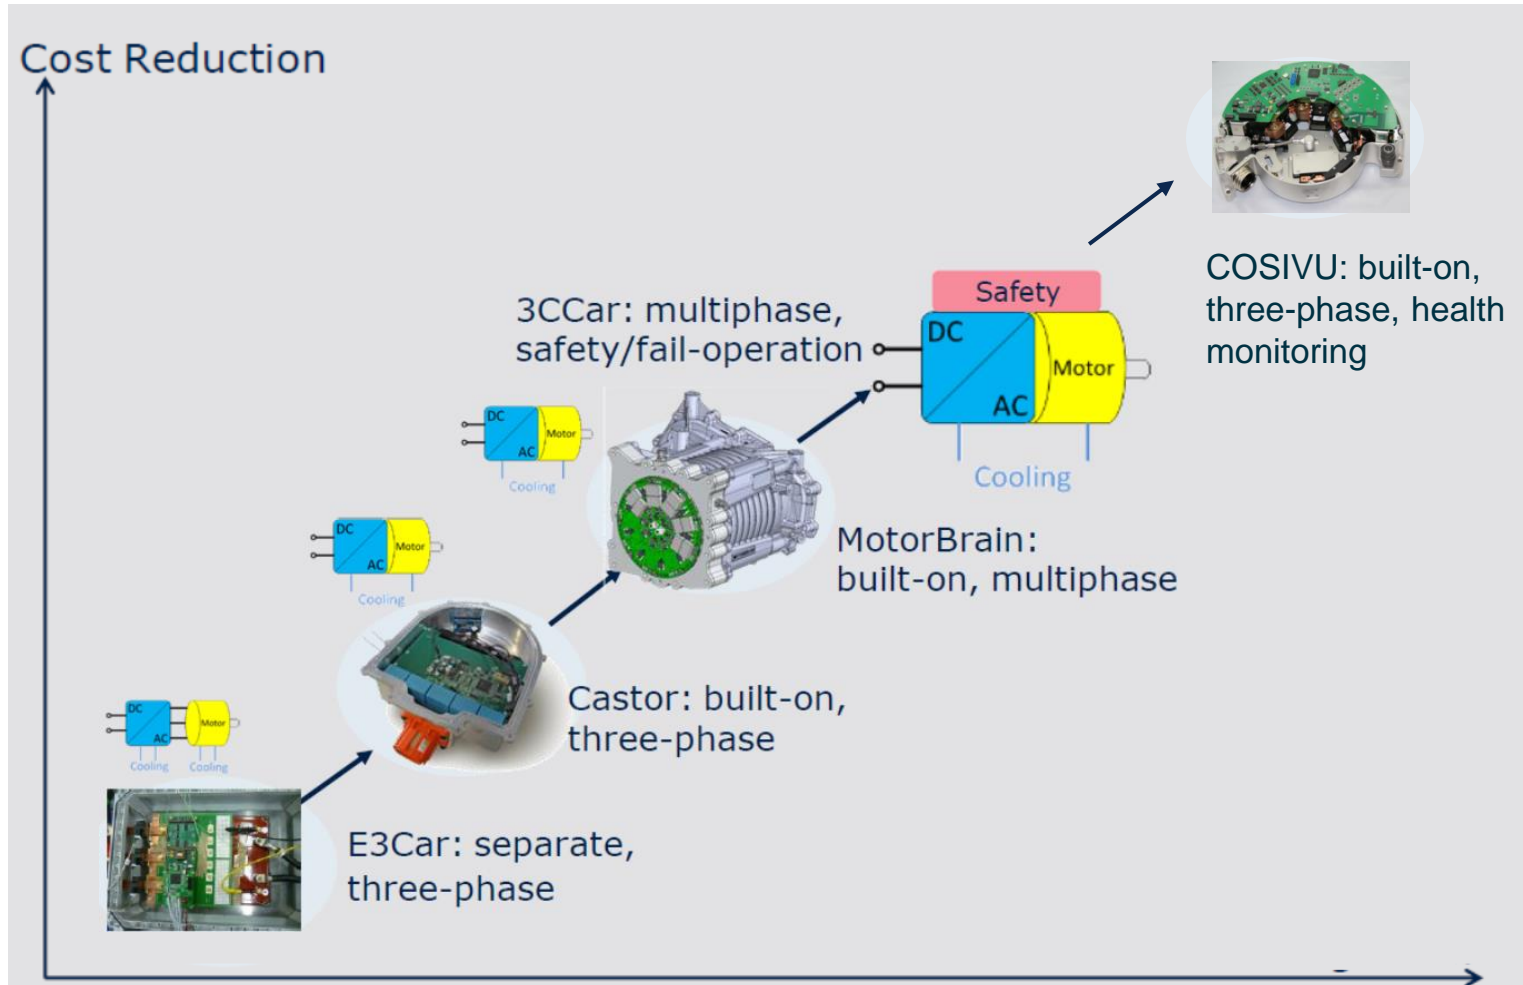 Cost Reduction
COSIVU: built-on,
three-phase, health
monitoring
Safety
DC
AC
Motor
Cooling
3CCar: multiphase,
safety/fail-operation
DC
AC
Motor
Cooling
MotorBrain:
built-on, multiphase
DC
AC
Motor
Cooling
Castor: built-on,
three-phase
DC
AC
Motor
Cooling
Cooling
E3Car: separate,
three-phase